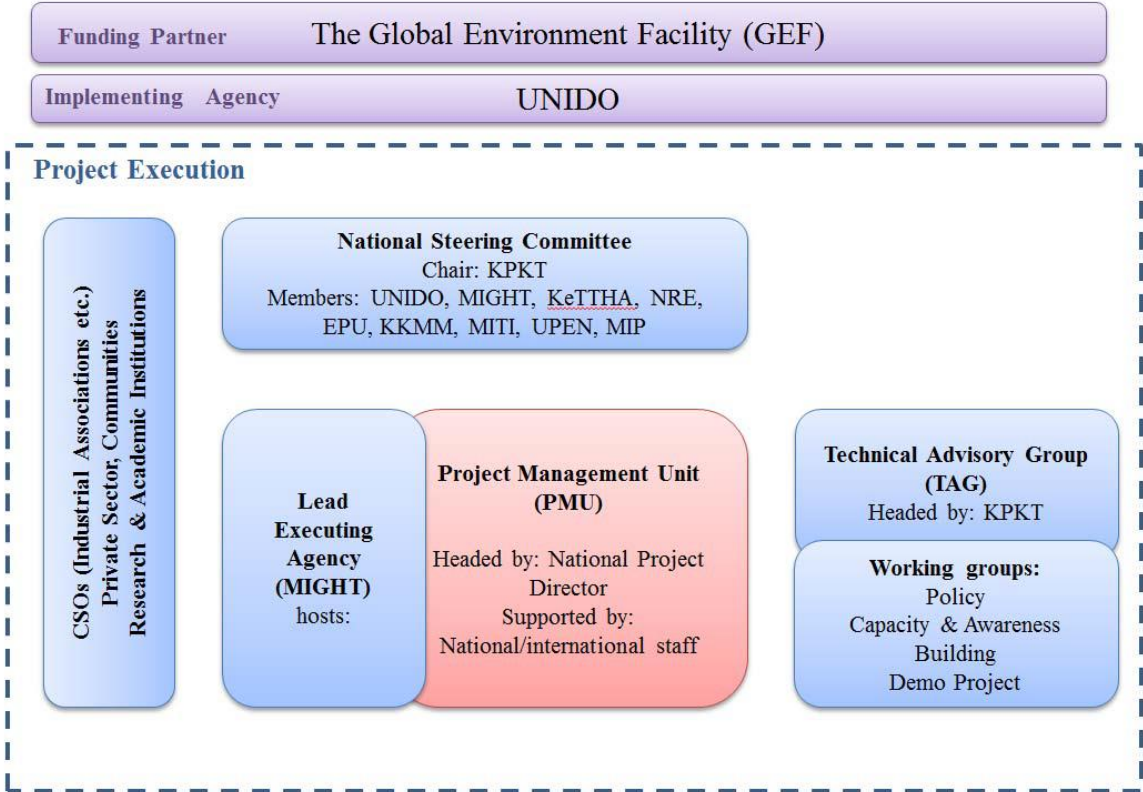 Funding Partner The Global Environment Facility (GEF)
Implementing Agency UNIDO
Project Execution
CSOs (Industrial Associations etc.)
Private Sector, Communities
Research & Academic Institutions
National Steering Committee
Chair: KPKT
Members: UNIDO, MIGHT, KeTTHA, NRE,
EPU, KKMM, MITI, UPEN, MIP
Lead
Executing
Agency
(MIGHT)
hosts:
Project Management Unit
(PMU)
Headed by: National Project
Director
Supported by:
National/international staff
Technical Advisory Group
(TAG)
Headed by: KPKT
Working groups:
Policy
Capacity & Awareness
Building
Demo Project